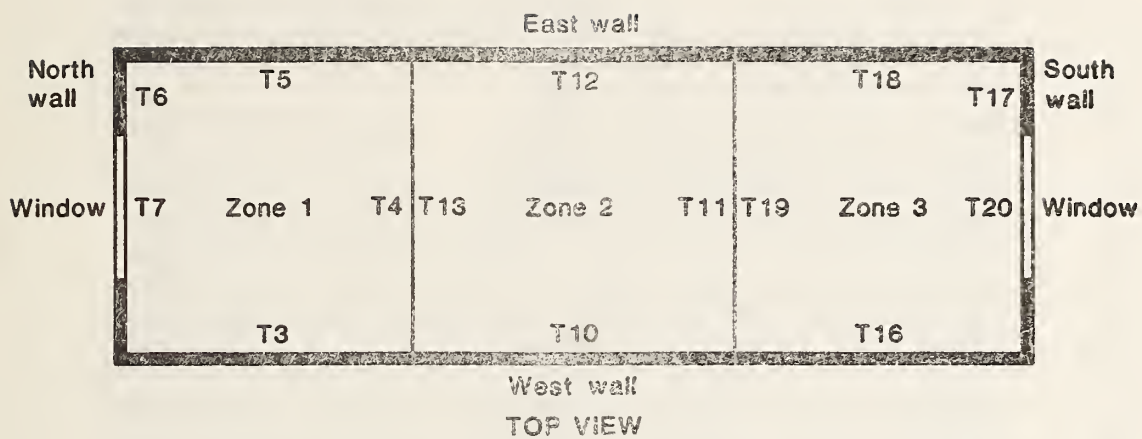 East wall
North wall
T5 T12 T18
South wall
T6 T17
Window T7 Zone 1 T4 T13 Zone 2 T11 T19 Zone 3 T20 Window
T3 T10 T16
West wall
TOP VIEW